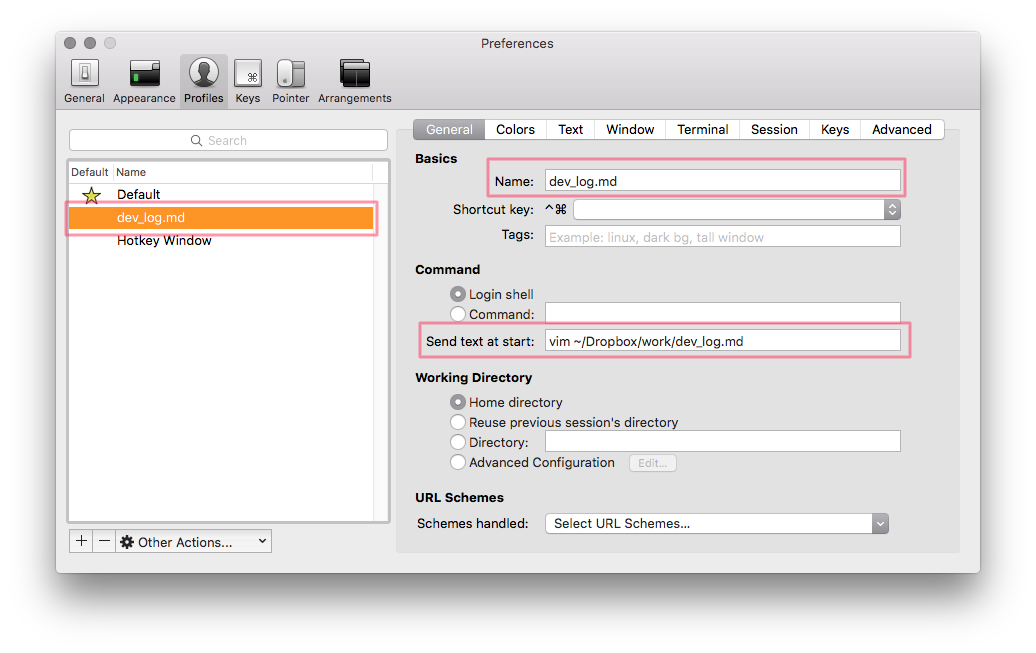 Preferences
General Appearance Profiles Keys Pointer Arrangements
Search
Default Name
Default
dev_log.md
Hotkey Window
Other Actions...
General Colors Text Window Terminal Session Keys Advanced
Basics
Name: dev_log.md
Shortcut key: ^⌘
Tags: Example: linux, dark bg, tall window
Command
Login shell
Command:
Send text at start: vim ~/Dropbox/work/dev_log.md
Working Directory
Home directory
Reuse previous session's directory
Directory:
Advanced Configuration Edit...
URL Schemes
Schemes handled: Select URL Schemes...